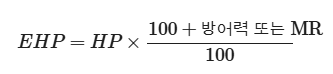 EHP = HP × (100 + 방어력 또는 MR) / 100